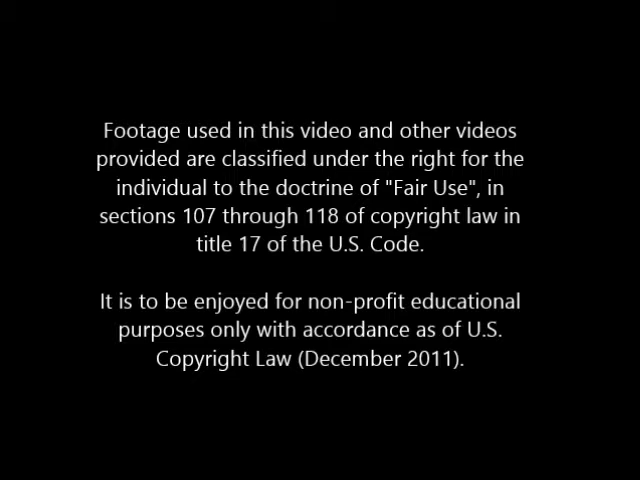 Footage used in this video and other videos
provided are classified under the right for the
individual to the doctrine of "Fair Use", in
sections 107 through 118 of copyright law in
title 17 of the U.S. Code.
It is to be enjoyed for non-profit educational
purposes only with accordance as of U.S.
Copyright Law (December 2011).